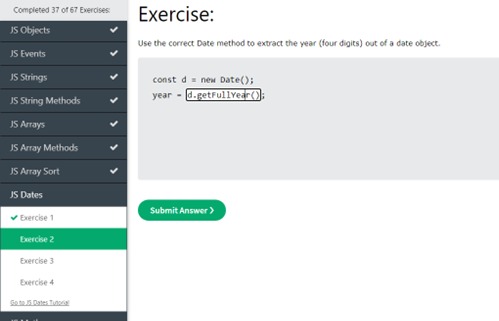 Completed 37 of 67 Exercises:
JS Objects
JS Events
JS Strings
JS String Methods
JS Arrays
JS Array Methods
JS Array Sort
JS Dates
Exercise 1
Exercise 2
Exercise 3
Exercise 4
Go to JS Dates Tutorial
Exercise:
Use the correct Date method to extract the year (four digits) out of a date object.
const d = new Date();
year = d.getFullYear();
Submit Answer ❯